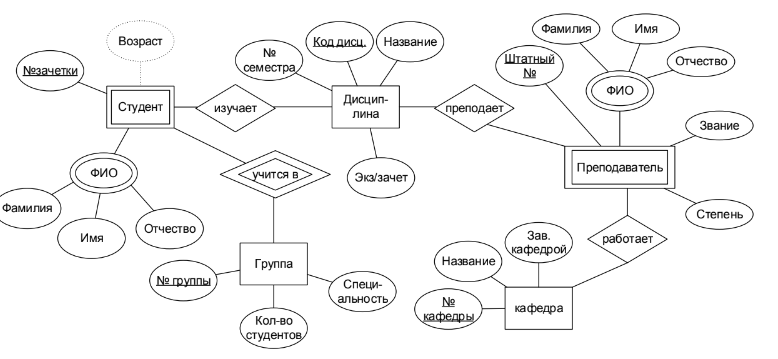 Возраст
№зачетки
Студент
изучает
ФИО
Фамилия
Имя
Отчество
учится в
Группа
№ группы
Кол-во
студентов
Специ-
альность
№
семестра
Код дисц.
Название
Дисцип-
лина
Экз/зачет
преподает
Штатный
№
Фамилия
Имя
Отчество
ФИО
Звание
Преподаватель
Степень
работает
Зав.
кафедрой
Название
№
кафедры
кафедра